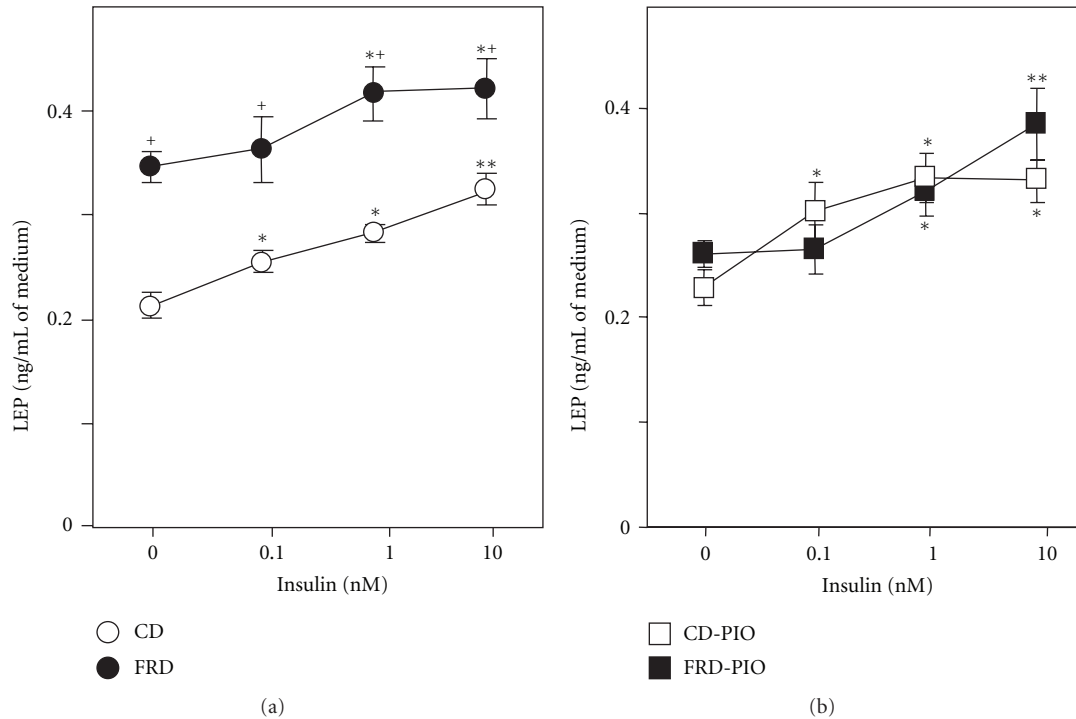 0.4
0.2
0
LEP (ng/mL of medium)
+
+
*+
*+
*
*
**
0 0.1 1 10
Insulin (nM)
CD
FRD
(a)
0.4
0.2
0
LEP (ng/mL of medium)
*
*
**
*
*
0 0.1 1 10
Insulin (nM)
CD-PIO
FRD-PIO
(b)